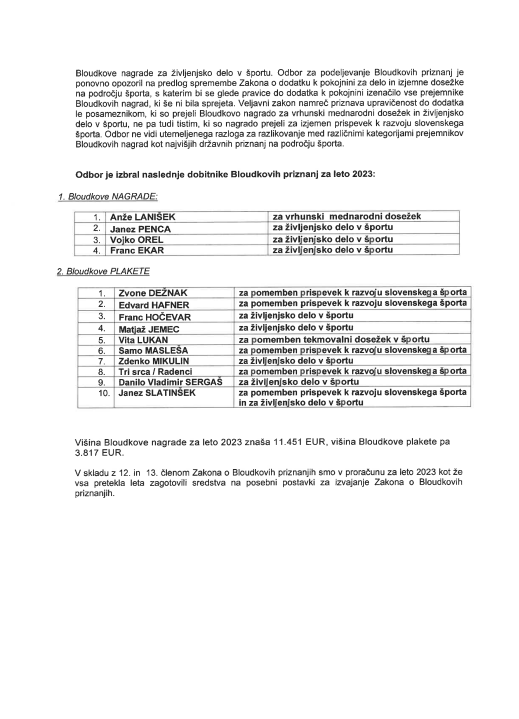 Bloudkove nagrade za življenjsko delo v športu. Odbor za podeljevanje Bloudkovih priznanj je
ponovno opozoril na predlog spremembe Zakona o dodatku k pokojnini za delo in izjemne dosežke
na področju športa, s katerim bi se glede pravice do dodatka k pokojnini izenačilo vse prejemnike
Bloudkovih nagrad, ki še ni bila sprejeta. Veljavni zakon namreč priznava upravičenost do dodatka
le posameznikom, ki so prejeli Bloudkovo nagrado za vrhunski mednarodni dosežek in življenjsko
delo v športu, ne pa tudi tistim, ki so nagrado prejeli za izjemen prispevek k razvoju slovenskega
športa. Odbor ne vidi utemeljenega razloga za razlikovanje med različnimi kategorijami prejemnikov
Bloudkovih nagrad kot najvišjih državnih priznanj na področju športa.
Odbor je izbral naslednje dobitnike Bloudkovih priznanj za leto 2023:
1. Bloudkove NAGRADE:
1. Anže LANIŠEK za vrhunski mednarodni dosežek
2. Janez PENCA za življenjsko delo v športu
3. Vojko OREL za življenjsko delo v športu
4. Franc EKAR za življenjsko delo v športu
2. Bloudkove PLAKETE
1. Zvone DEŽNAK za pomemben prispevek k razvoju slovenskega športa
2. Edvard HAFNER za pomemben prispevek k razvoju slovenskega športa
3. Franc HOČEVAR za življenjsko delo v športu
4. Matjaž JEMEC za življenjsko delo v športu
5. Vita LUKAN za pomemben tekmovalni dosežek v športu
6. Samo MASLEŠA za pomemben prispevek k razvoju slovenskega športa
7. Zdenko MIKULIN za življenjsko delo v športu
8. Tri srca / Radenci za pomemben prispevek k razvoju slovenskega športa
9. Danilo Vladimir SERGAŠ za življenjsko delo v športu
10. Janez SLATINŠEK za pomemben prispevek k razvoju slovenskega športa
in za življenjsko delo v športu
Višina Bloudkove nagrade za leto 2023 znaša 11.451 EUR, višina Bloudkove plakete pa
3.817 EUR.
V skladu z 12. in 13. členom Zakona o Bloudkovih priznanjih smo v proračunu za leto 2023 kot že
vsa pretekla leta zagotovili sredstva na posebni postavki za izvajanje Zakona o Bloudkovih
priznanjih.